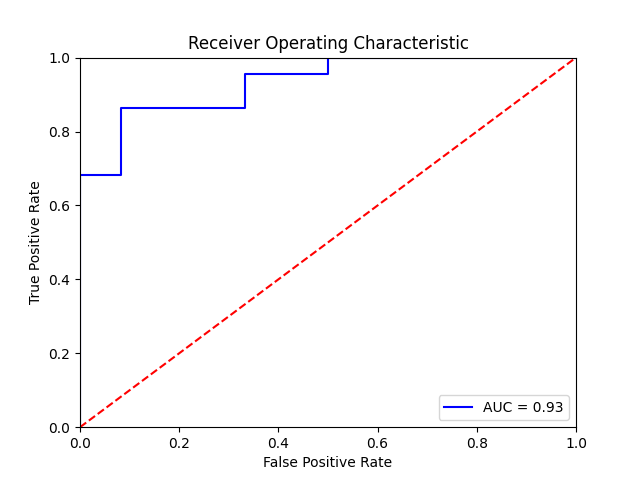 Receiver Operating Characteristic
1.0
0.8
0.6
0.4
0.2
0.0
True Positive Rate
AUC = 0.93
0.0 0.2 0.4 0.6 0.8 1.0
False Positive Rate